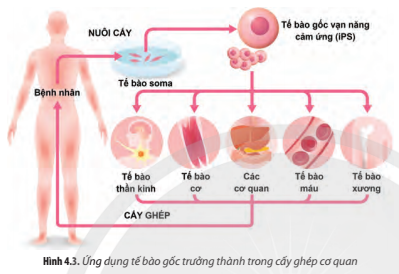 NUÔI CẤY
Tế bào gốc vạn năng
cảm ứng (iPS)
Tế bào soma
Bệnh nhân
Tế bào
thần kinh
Tế bào
cơ
Các
cơ quan
Tế bào
máu
Tế bào
xương
CẤY GHÉP
Hình 4.3. Ứng dụng tế bào gốc trưởng thành trong cấy ghép cơ quan